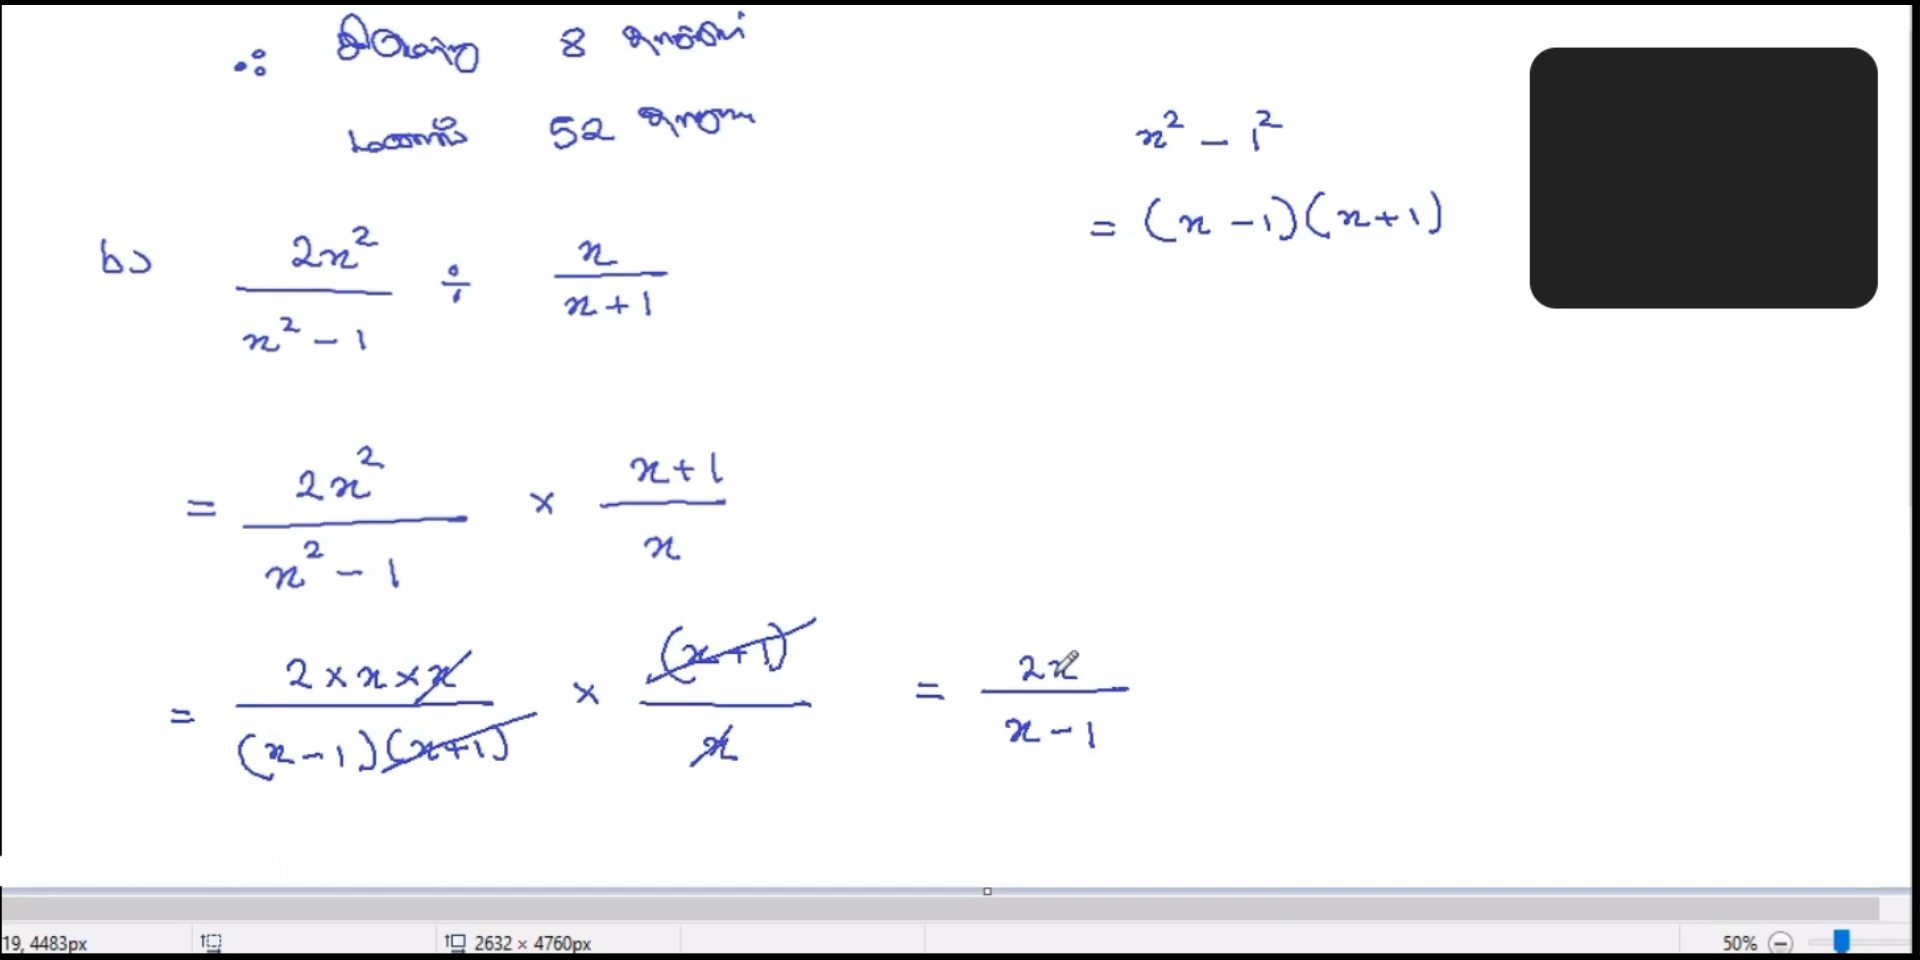 ∴ 8
52
x² - 1²
= (x - 1)(x + 1)
b) 2x² / x² - 1 ÷ x / x + 1
= 2x² / x² - 1 × x + 1 / x
= 2 × x × x / (x - 1)(x + 1) × (x + 1) / x = 2x / x - 1
19, 4483px
2632 × 4760px
50%